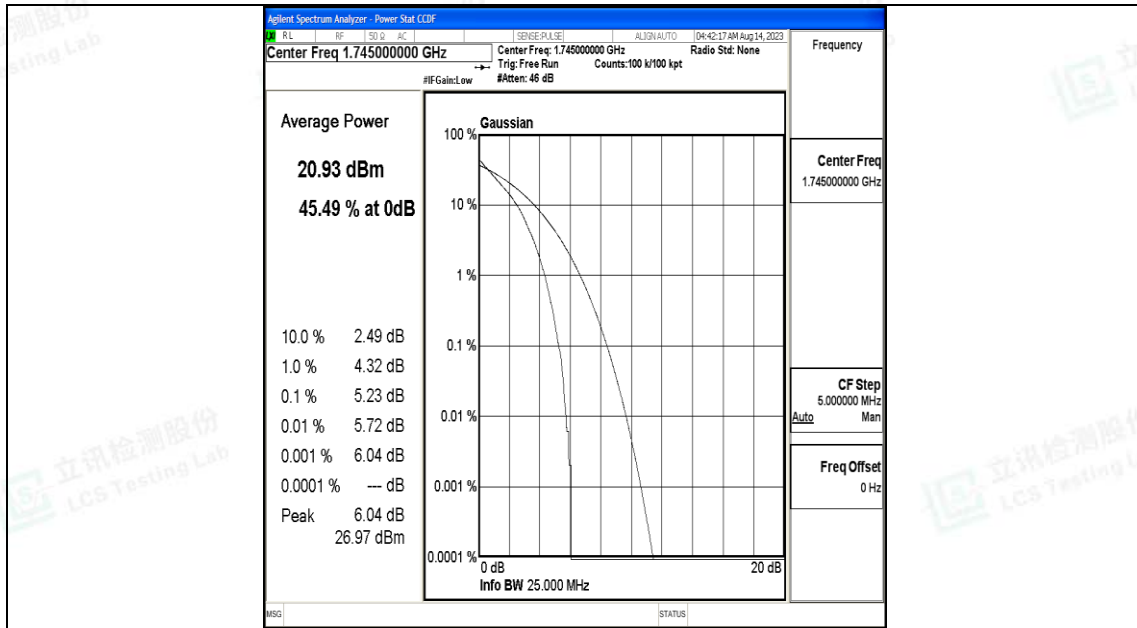 Agilent Spectrum Analyzer - Power Stat CCDF
RL RF 50 Ω AC SENSE:PULSE ALIGN AUTO 04:42:17 AM Aug 14, 2023
Center Freq 1.745000000 GHz
Center Freq: 1.745000000 GHz Radio Std: None
Trig: Free Run Counts:100 k/100 kpt
#IFGain:Low #Atten: 46 dB
Frequency
Average Power
20.93 dBm
45.49 % at 0dB
10.0 % 2.49 dB
1.0 % 4.32 dB
0.1 % 5.23 dB
0.01 % 5.72 dB
0.001 % 6.04 dB
0.0001 % --- dB
Peak 6.04 dB
26.97 dBm
Gaussian
100 %
10 %
1 %
0.1 %
0.01 %
0.001 %
0.0001 %
0 dB 20 dB
Info BW 25.000 MHz
Center Freq
1.745000000 GHz
CF Step
5.000000 MHz
Auto Man
Freq Offset
0 Hz
MSG STATUS
立讯检测股份
LCS Testing Lab